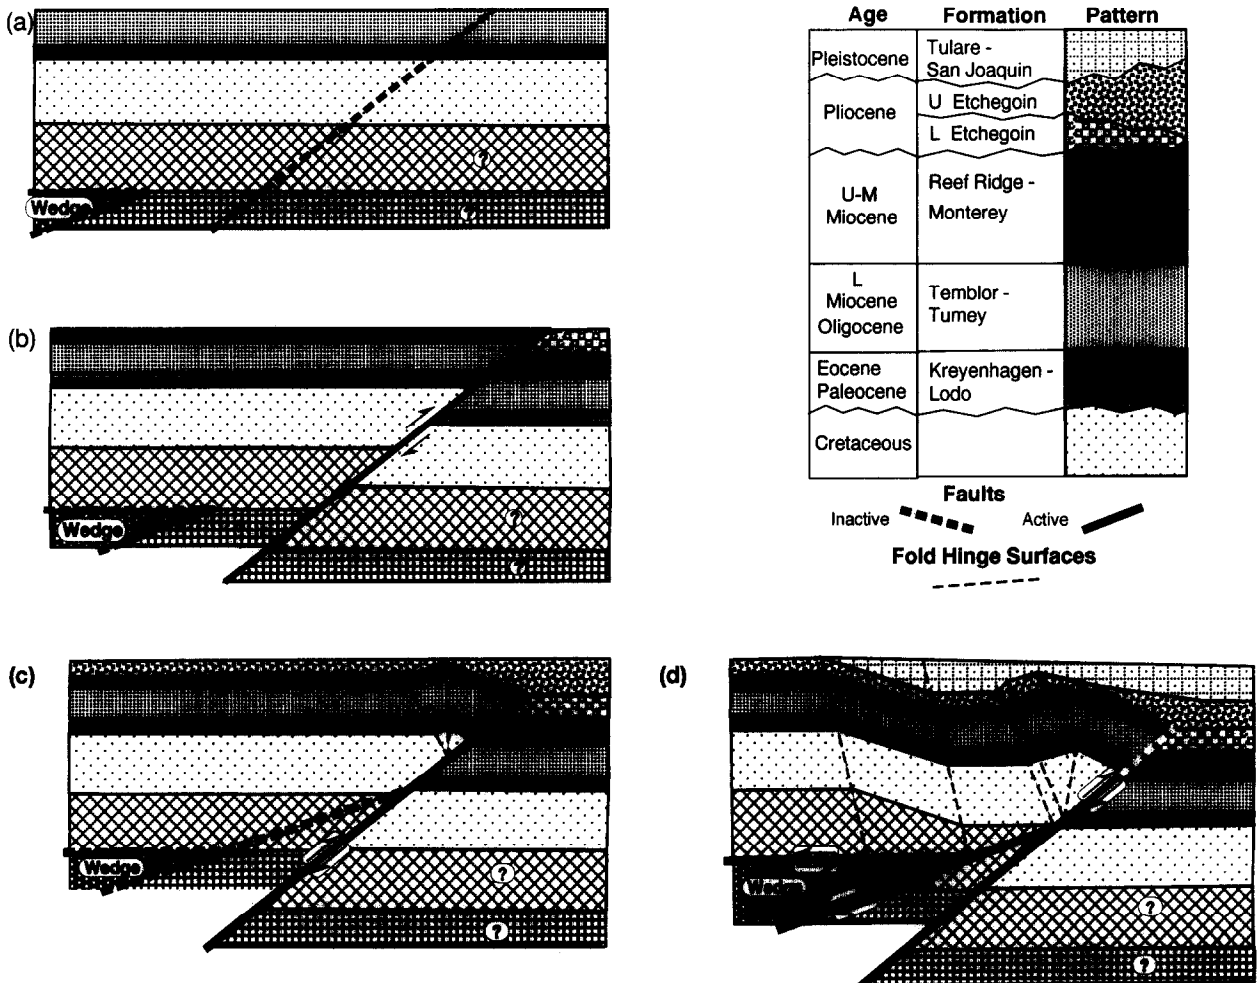 (a)
Wedge
?
?
Age Formation Pattern
Pleistocene
Tulare -
San Joaquin
Pliocene
U Etchegoin
L Etchegoin
U-M
Miocene
Reef Ridge -
Monterey
L
Miocene
Oligocene
Temblor -
Tumey
Eocene
Paleocene
Kreyenhagen -
Lodo
Cretaceous
Faults
Inactive Active
Fold Hinge Surfaces
(b)
Wedge
?
?
(c)
Wedge
?
?
(d)
Wedge
?
?